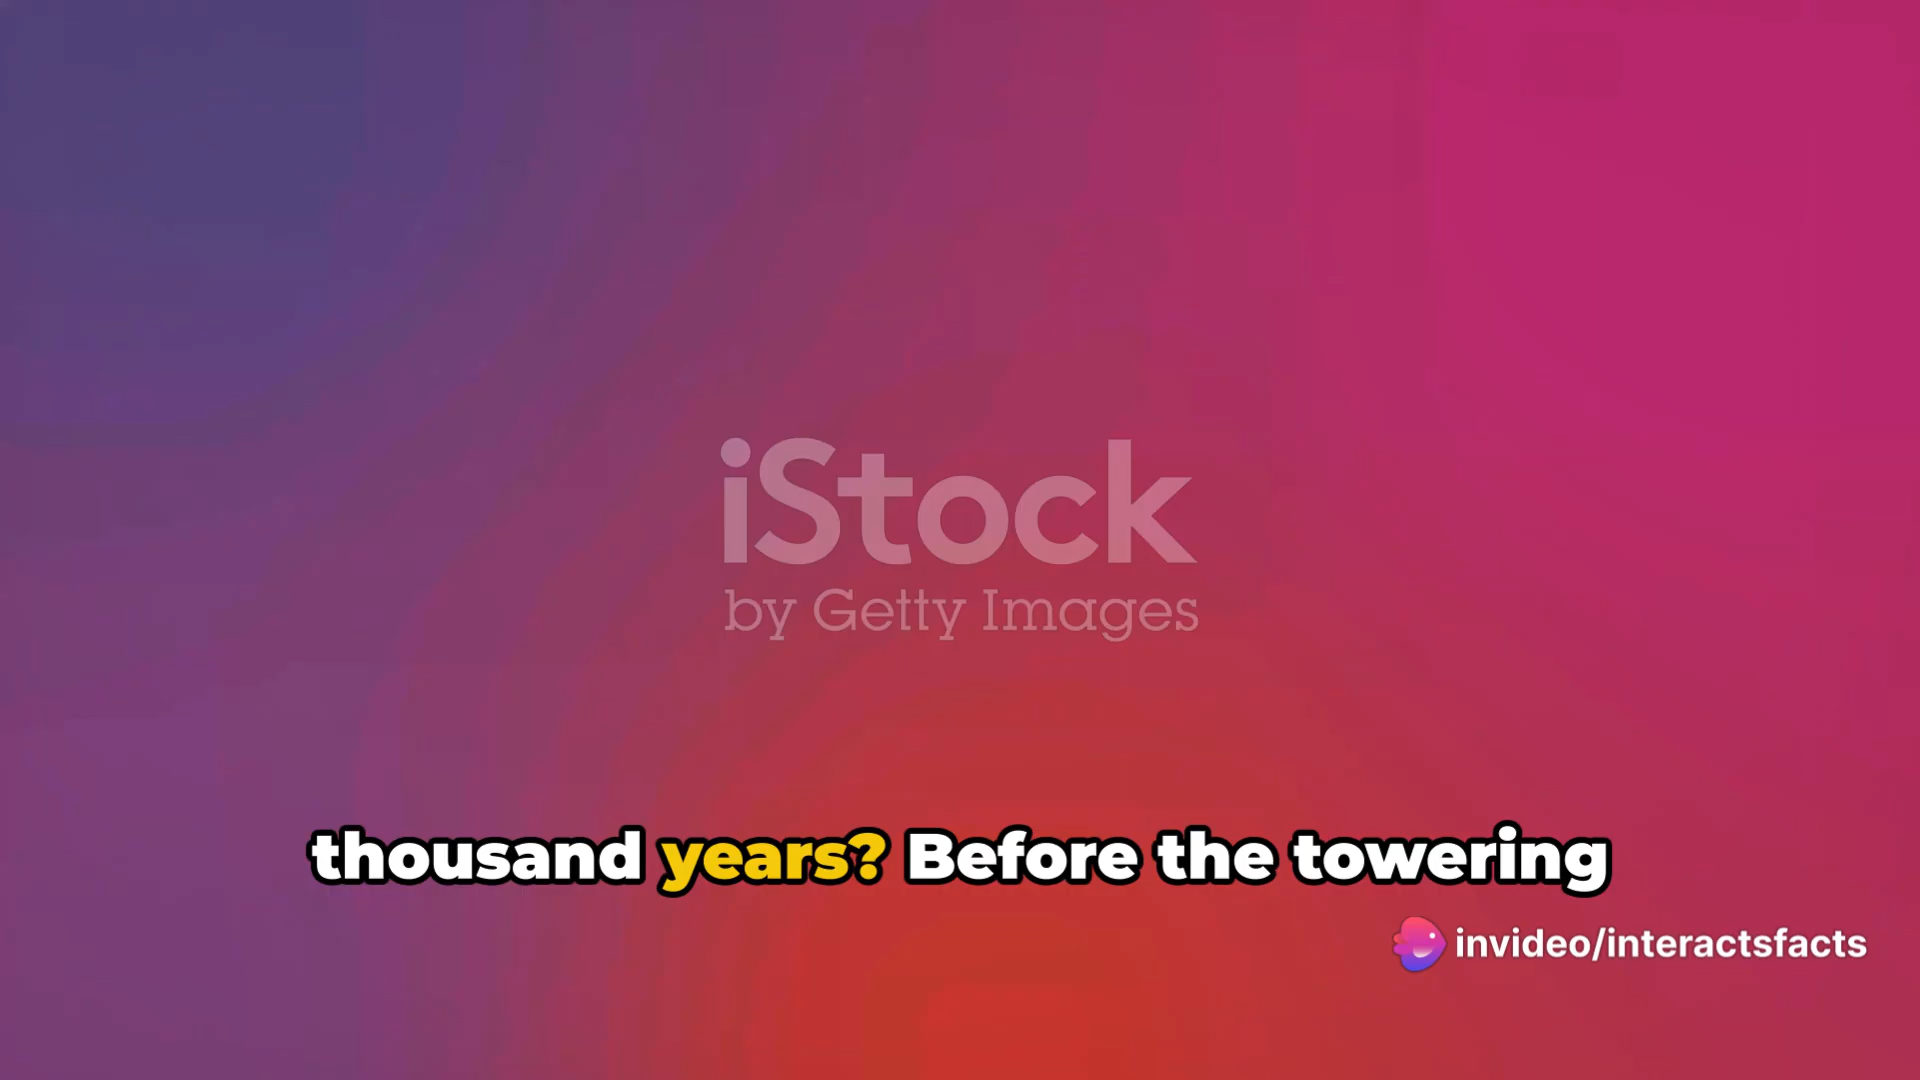 iStock
by Getty Images
thousand years? Before the towering
invideo/interactsfacts